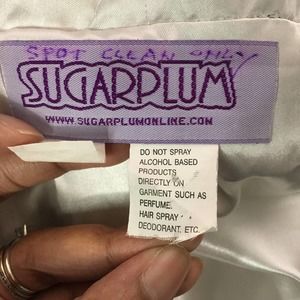 SPOT CLEAN ONLY
SUGARPLUM
WWW.SUGARPLUMONLINE.COM
DO NOT SPRAY
ALCOHOL BASED
PRODUCTS
DIRECTLY ON
GARMENT SUCH AS
PERFUME,
HAIR SPRAY
DEODORANT, ETC.